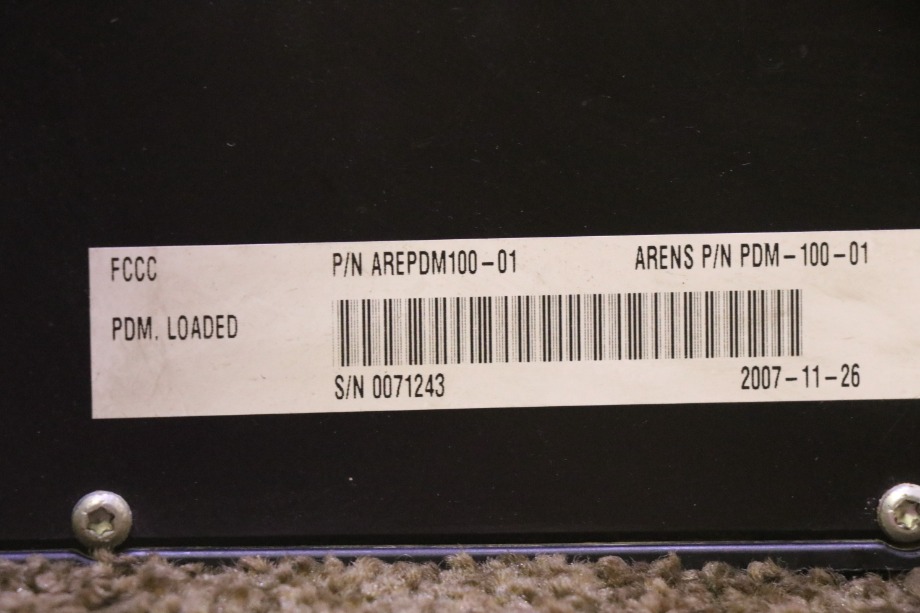 FCCC P/N AREPDM100-01 ARENS P/N PDM-100-01
PDM. LOADED
S/N 0071243 2007-11-26